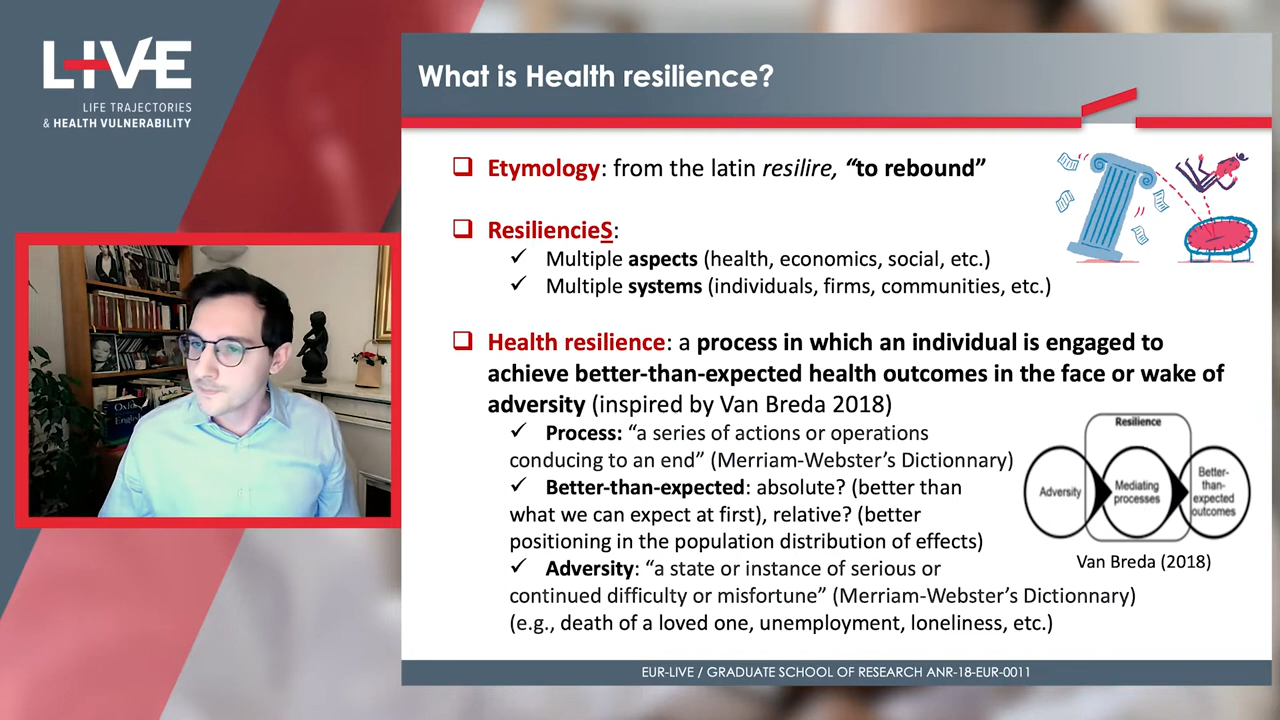 LIVE
LIFE TRAJECTORIES
& HEALTH VULNERABILITY
Oxford
English
What is Health resilience?
❑ Etymology: from the latin resilire, “to rebound”
❑ ResiliencieS:
✓ Multiple aspects (health, economics, social, etc.)
✓ Multiple systems (individuals, firms, communities, etc.)
❑ Health resilience: a process in which an individual is engaged to
achieve better-than-expected health outcomes in the face or wake of
adversity (inspired by Van Breda 2018)
✓ Process: “a series of actions or operations
conducing to an end” (Merriam-Webster’s Dictionnary)
✓ Better-than-expected: absolute? (better than
what we can expect at first), relative? (better
positioning in the population distribution of effects)
✓ Adversity: “a state or instance of serious or
continued difficulty or misfortune” (Merriam-Webster’s Dictionnary)
(e.g., death of a loved one, unemployment, loneliness, etc.)
Resilience
Adversity
Mediating
processes
Better-
than-
expected
outcomes
Van Breda (2018)
EUR-LIVE / GRADUATE SCHOOL OF RESEARCH ANR-18-EUR-0011